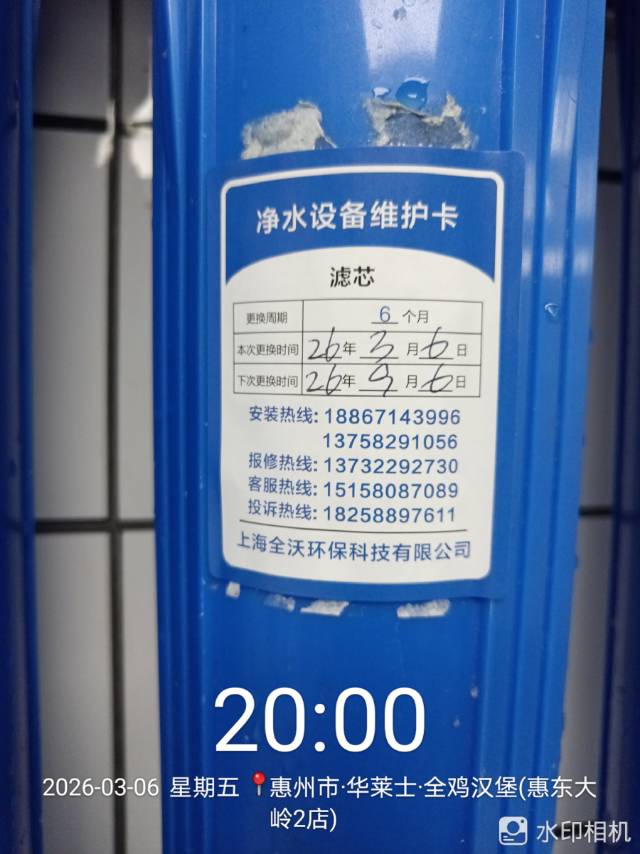 净水设备维护卡
滤芯
更换周期 6 个月
本次更换时间 26年 3月 6日
下次更换时间 26年 9月 6日
安装热线: 18867143996
13758291056
报修热线: 13732292730
客服热线: 15158087089
投诉热线: 18258897611
上海全沃环保科技有限公司
20:00
2026-03-06 星期五 惠州市·华莱士·全鸡汉堡(惠东大
岭2店)
水印相机